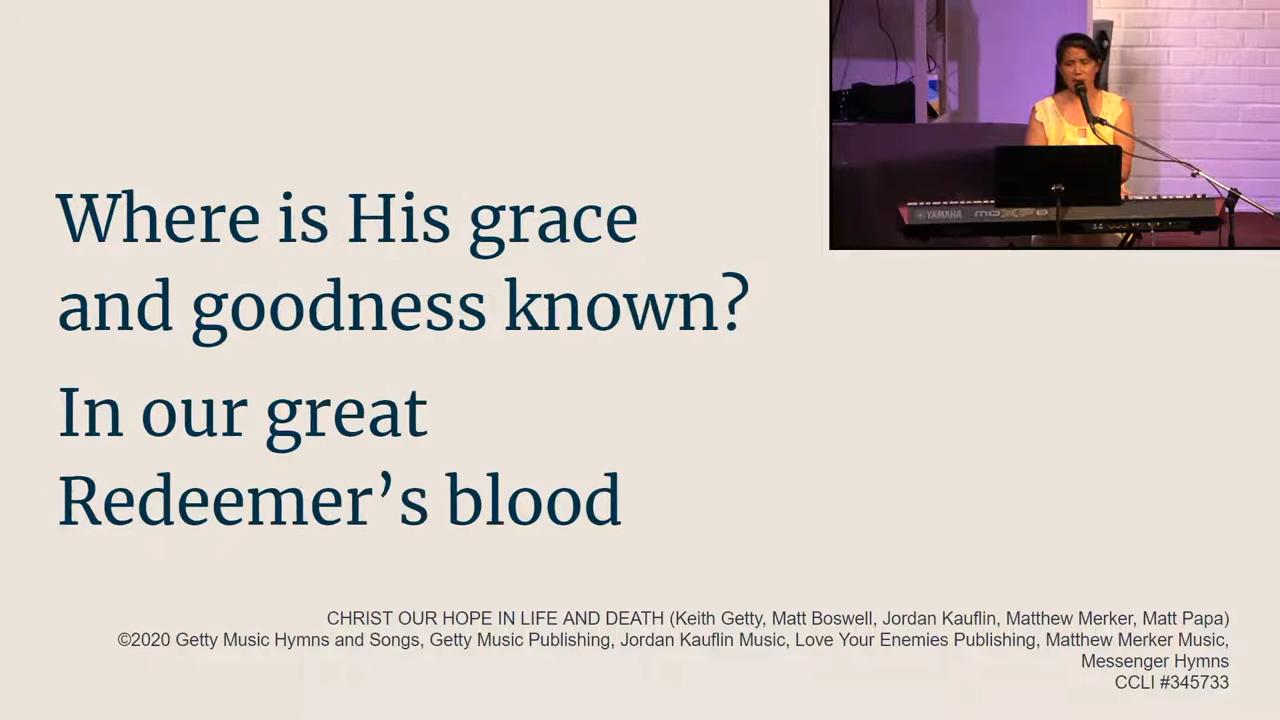 Where is His grace
and goodness known?
In our great
Redeemer’s blood
YAMAHA MOXF8
CHRIST OUR HOPE IN LIFE AND DEATH (Keith Getty, Matt Boswell, Jordan Kauflin, Matthew Merker, Matt Papa)
©2020 Getty Music Hymns and Songs, Getty Music Publishing, Jordan Kauflin Music, Love Your Enemies Publishing, Matthew Merker Music,
Messenger Hymns
CCLI #345733